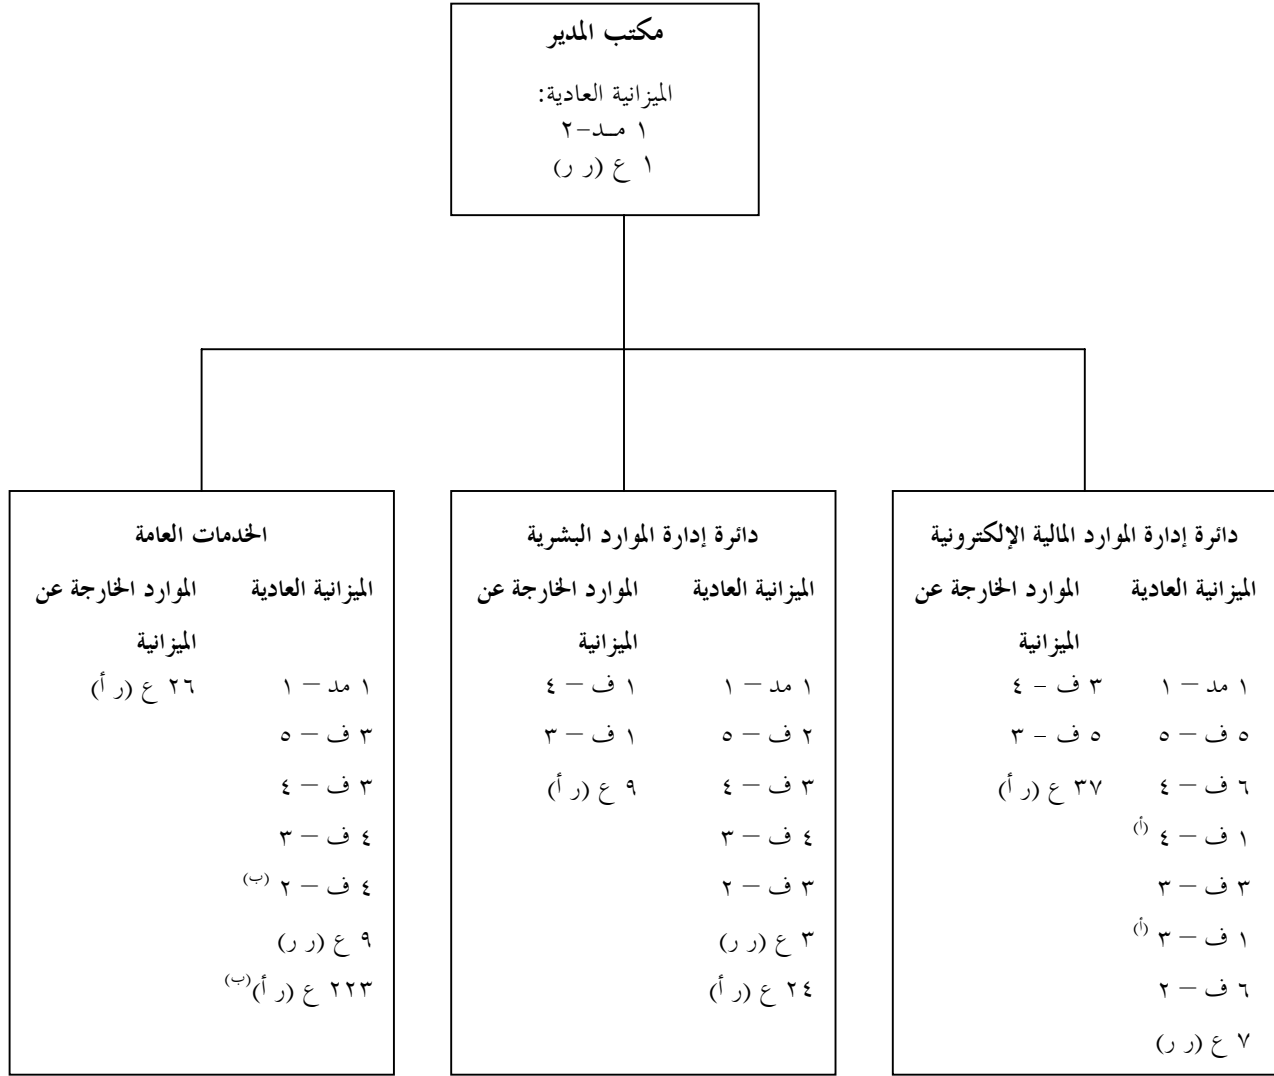 مكتب المدير
الميزانية العادية:
١ مـد-٢
١ ع (ر ر)
دائرة إدارة الموارد المالية الإلكترونية
الميزانية العادية الموارد الخارجة عن
الميزانية
١ مد – ١ ٣ ف - ٤
٥ ف – ٥ ٥ ف - ٣
٦ ف – ٤ ٣٧ ع (ر أ)
١ ف – ٤ (أ)
٣ ف – ٣
١ ف – ٣ (أ)
٦ ف – ٢
٧ ع (ر ر)
دائرة إدارة الموارد البشرية
الميزانية العادية الموارد الخارجة عن
الميزانية
١ مد – ١ ١ ف – ٤
٢ ف – ٥ ١ ف – ٣
٣ ف – ٤ ٩ ع (ر أ)
٤ ف – ٣
٣ ف – ٢
٣ ع (ر ر)
٢٤ ع (ر أ)
الخدمات العامة
الميزانية العادية الموارد الخارجة عن
الميزانية
١ مد – ١ ٢٦ ع (ر أ)
٣ ف – ٥
٣ ف – ٤
٤ ف – ٣
٤ ف – ٢ (ب)
٩ ع (ر ر)
٢٢٣ ع (ر أ)(ب)